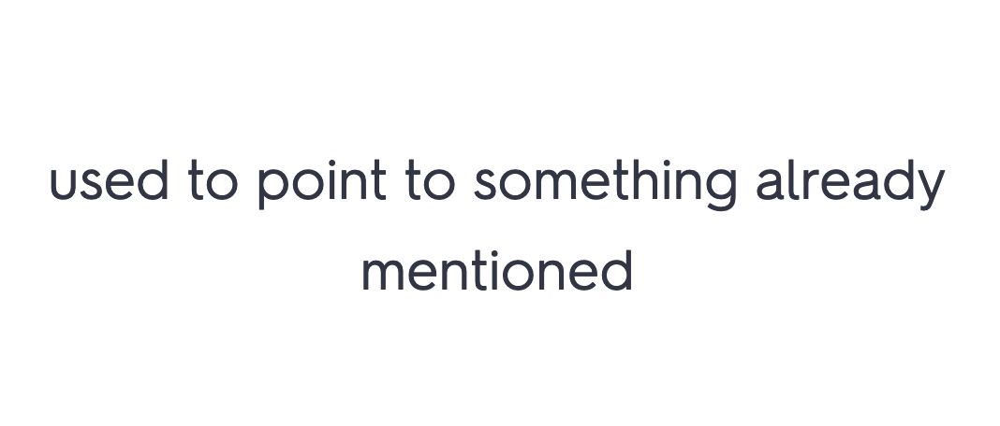 used to point to something already
mentioned